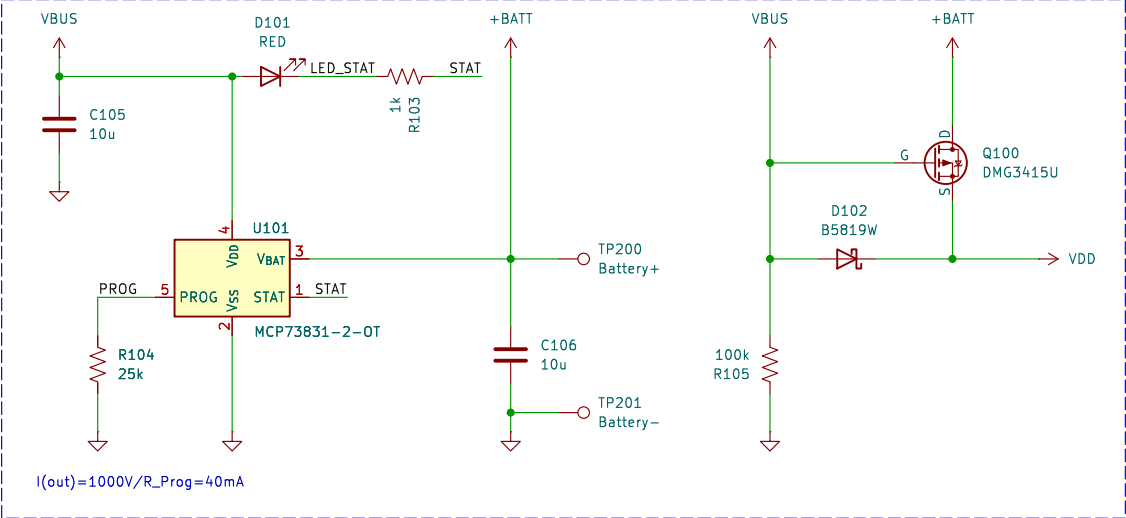 VBUS
D101
RED
LED_STAT
STAT
1k
R103
C105
10u
+BATT
VBUS
+BATT
D
G
S
Q100
DMG3415U
D102
B5819W
VDD
100k
R105
U101
4
VDD
VBAT
3
PROG
5
PROG
VSS
STAT
1
STAT
2
MCP73831-2-OT
R104
25k
TP200
Battery+
C106
10u
TP201
Battery-
I(out)=1000V/R_Prog=40mA